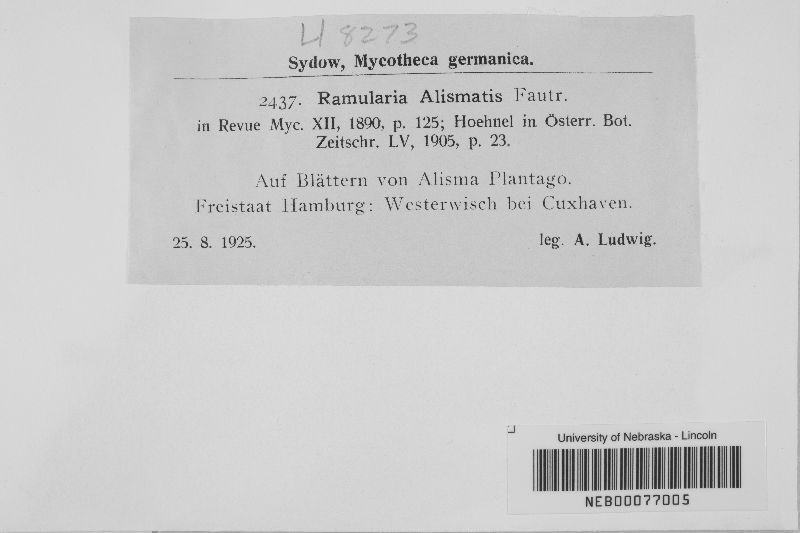 48273
Sydow, Mycotheca germanica.
2437. Ramularia Alismatis Fautr.
in Revue Myc. XII, 1890, p. 125; Hoehnel in Österr. Bot.
Zeitschr. LV, 1905, p. 23.
Auf Blättern von Alisma Plantago.
Freistaat Hamburg: Westerwisch bei Cuxhaven.
25. 8. 1925. leg. A. Ludwig.
University of Nebraska - Lincoln
NEB00077005